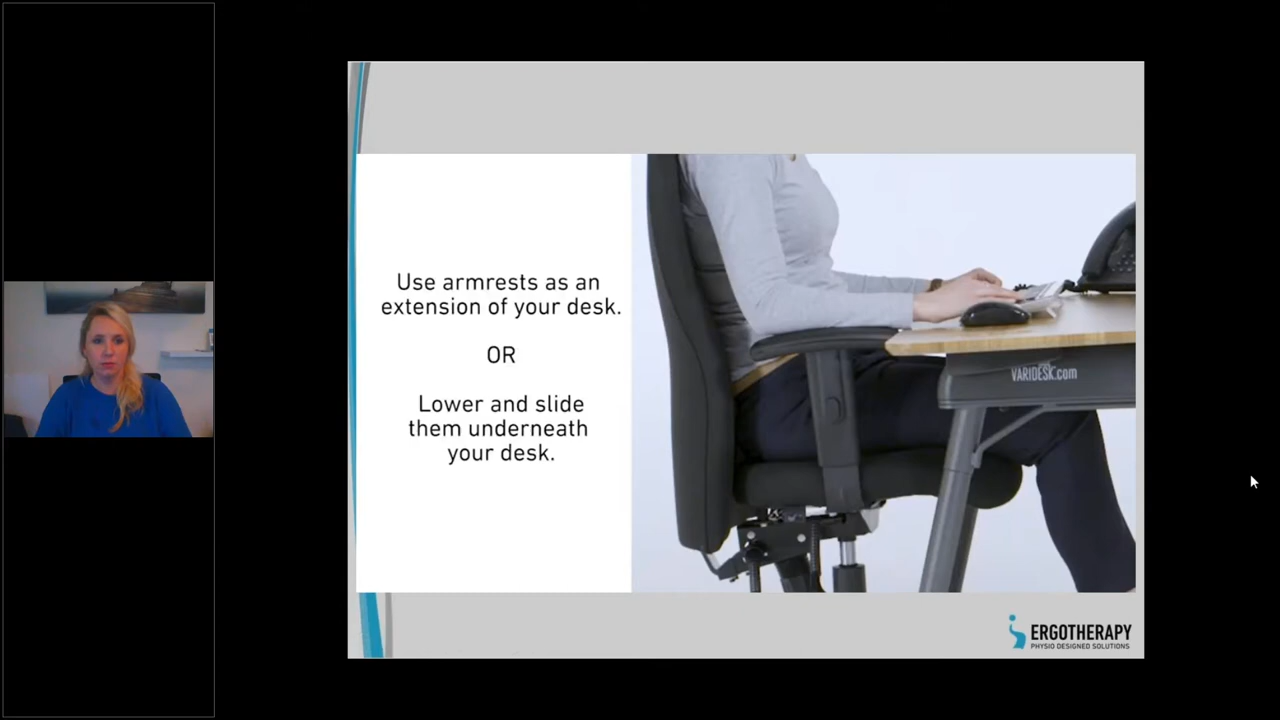 Use armrests as an
extension of your desk.
OR
Lower and slide
them underneath
your desk.
VARIDESK.com
ERGOTHERAPY
PHYSIO DESIGNED SOLUTIONS